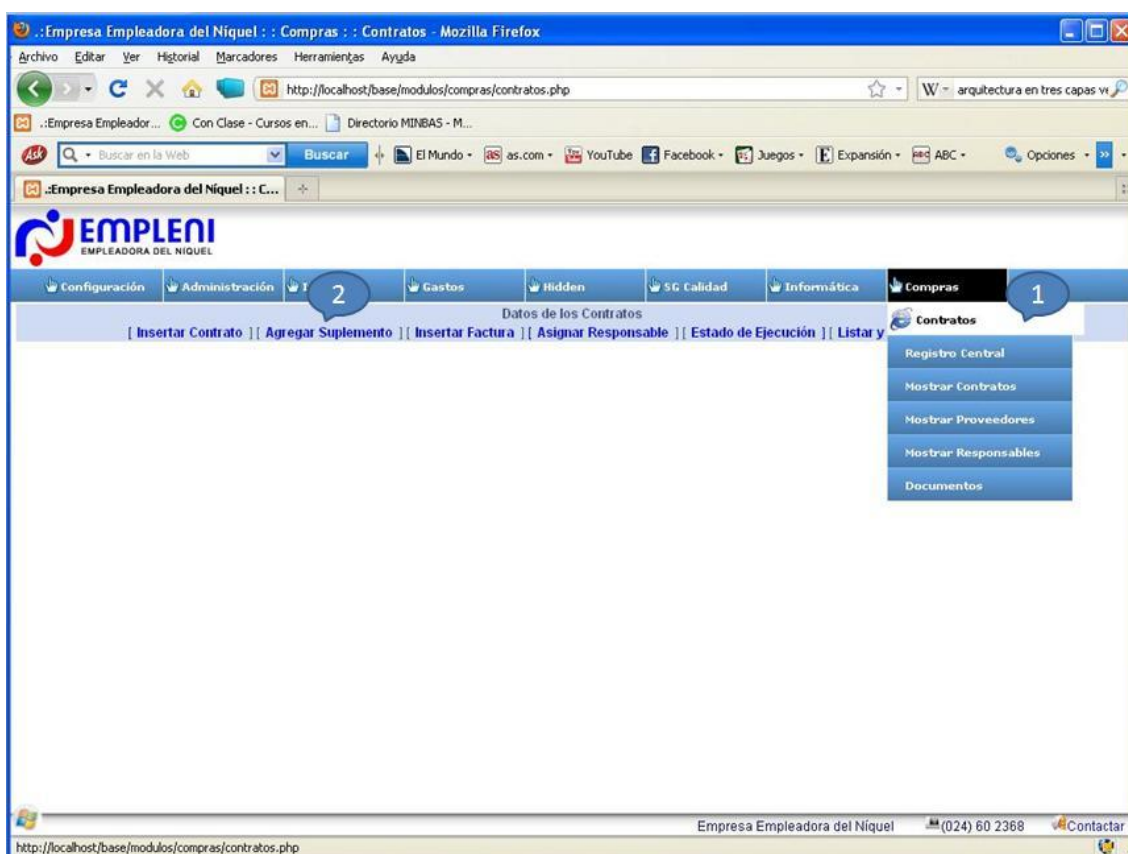 .:Empresa Empleadora del Níquel : : Compras : : Contratos - Mozilla Firefox
Archivo Editar Ver Historial Marcadores Herramientas Ayuda
http://localhost/base/modulos/compras/contratos.php W arquitectura en tres capas
.:Empresa Empleador... Con Clase - Cursos en... Directorio MINBAS - M...
Ask Buscar en la Web Buscar El Mundo as as.com YouTube Facebook Juegos E Expansión ABC ABC Opciones »
.:Empresa Empleadora del Níquel : : C...
EMPLENI
EMPLEADORA DEL NIQUEL
Configuración Administración 2 Gastos Hidden SG Calidad Informática Compras 1
Datos de los Contratos
[ Insertar Contrato ] [ Agregar Suplemento ] [ Insertar Factura ] [ Asignar Responsable ] [ Estado de Ejecución ] [ Listar y
Contratos
Registro Central
Mostrar Contratos
Mostrar Proveedores
Mostrar Responsables
Documentos
Empresa Empleadora del Níquel (024) 60 2368 Contactar
http://localhost/base/modulos/compras/contratos.php